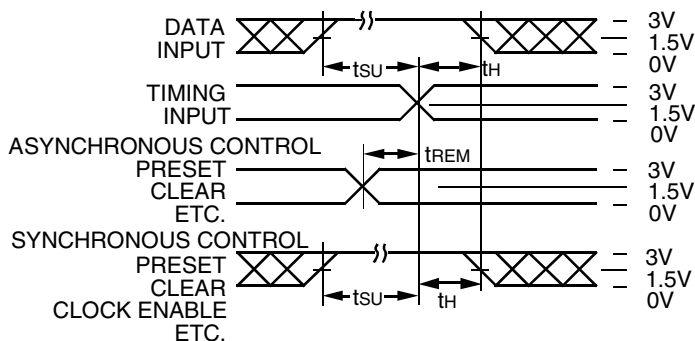 DATA
INPUT
3V
1.5V
0V
tSU
tH
TIMING
INPUT
3V
1.5V
0V
ASYNCHRONOUS CONTROL
tREM
PRESET
CLEAR
ETC.
3V
1.5V
0V
SYNCHRONOUS CONTROL
PRESET
CLEAR
CLOCK ENABLE
ETC.
3V
1.5V
0V
tSU
tH